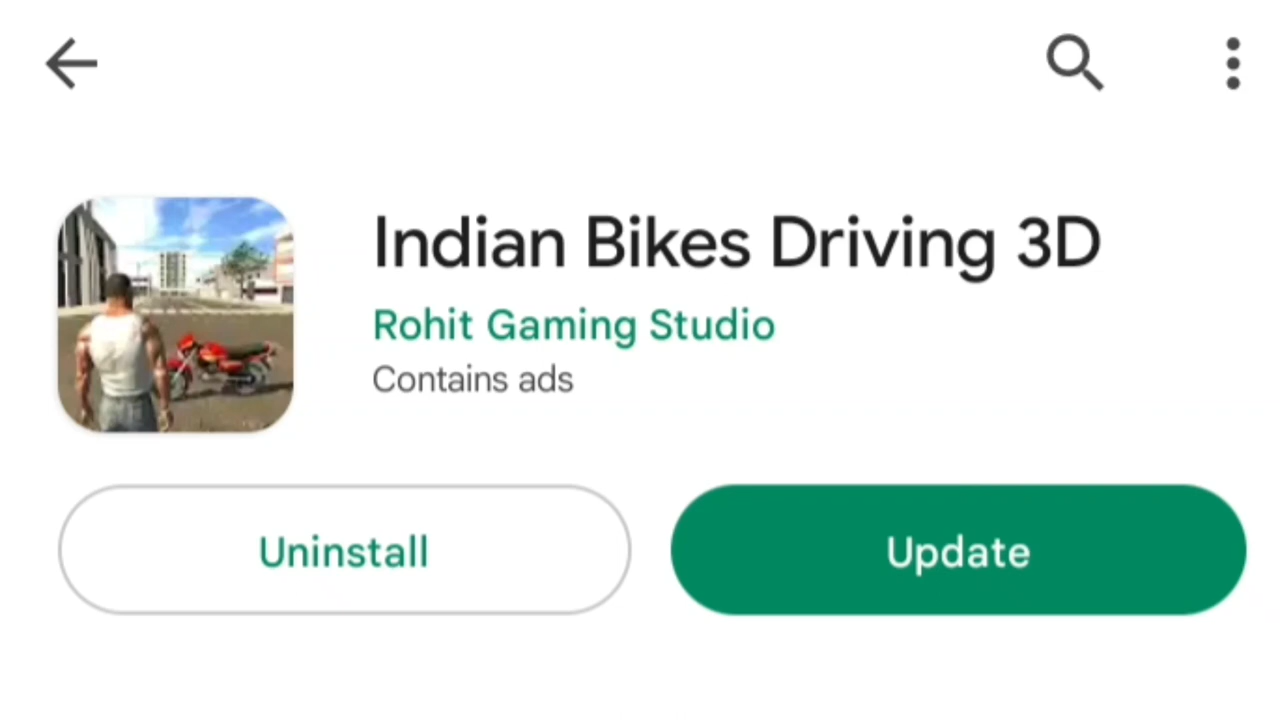 Indian Bikes Driving 3D
Rohit Gaming Studio
Contains ads
Uninstall
Update